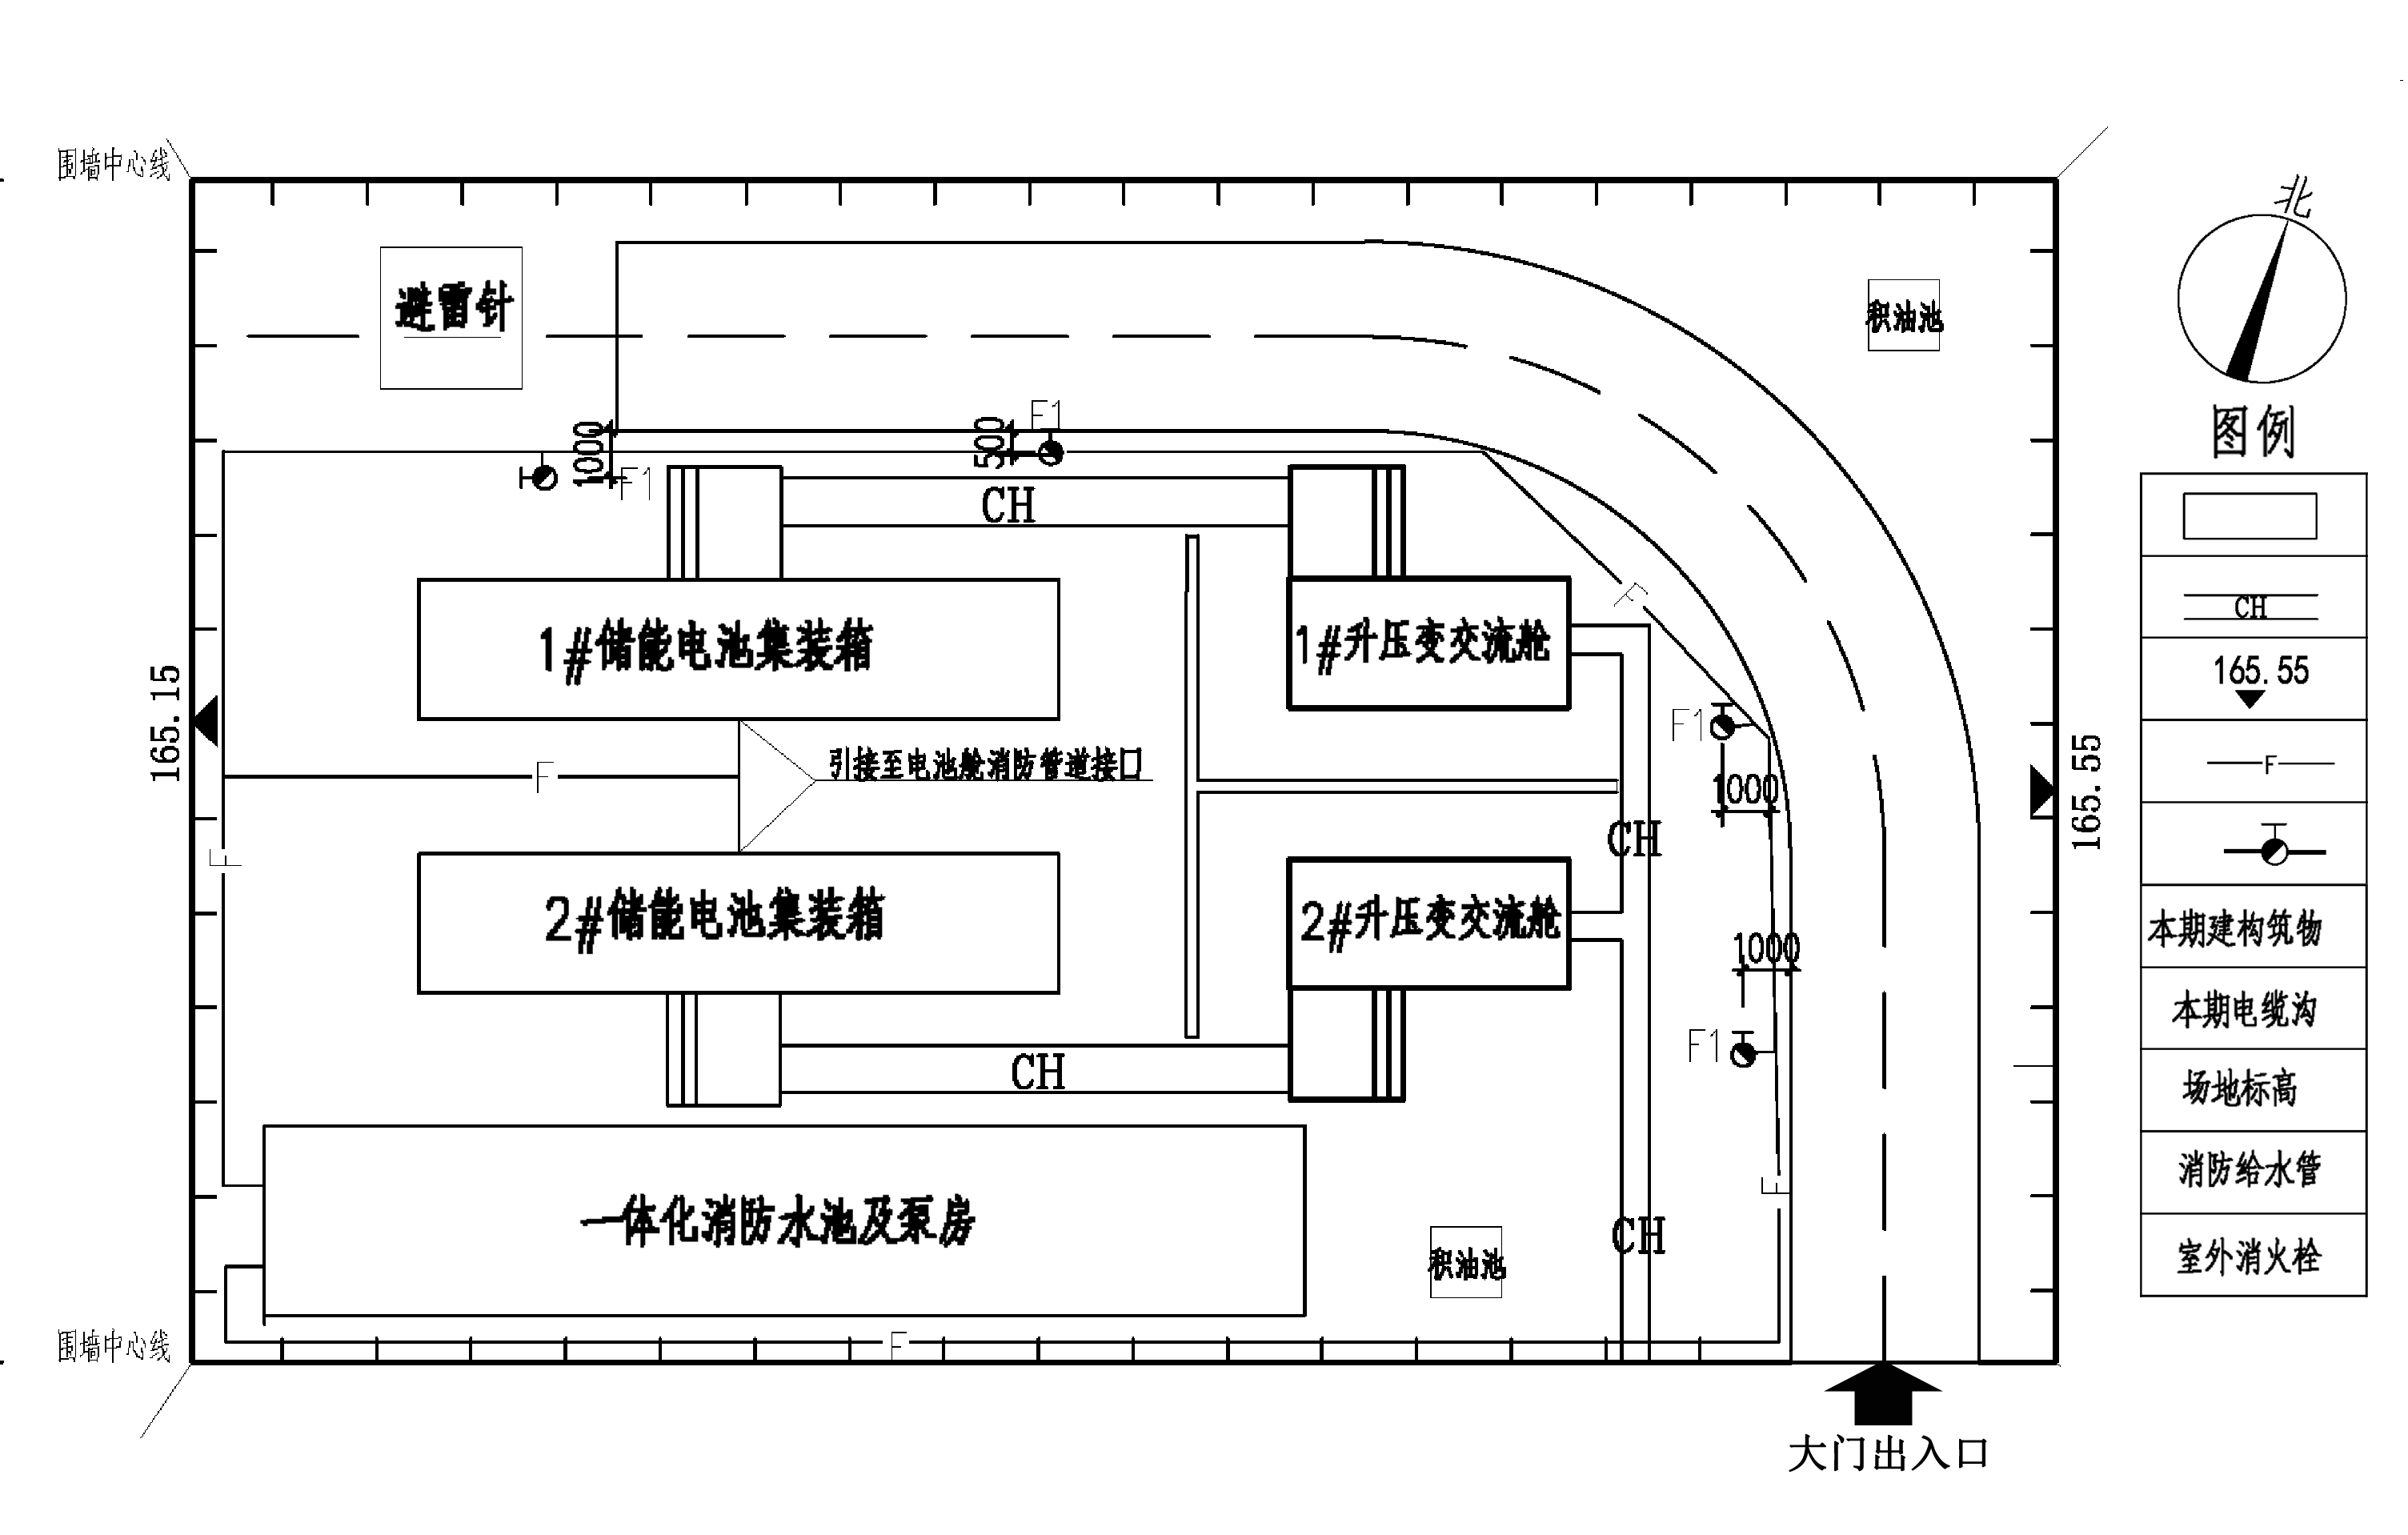 围墙中心线
北
避雷针
积油池
图例
F1
1000
500
F1
CH
CH
F
1#储能电池集装箱
1#升压变交流舱
165.55
165.15
F1
165.55
引接至电池舱消防管道接口
F
F
1000
CH
F
2#储能电池集装箱
2#升压变交流舱
本期建构筑物
1000
本期电缆沟
F1
CH
场地标高
消防给水管
F
一体化消防水池及泵房
CH
积油池
室外消火栓
围墙中心线
F
大门出入口